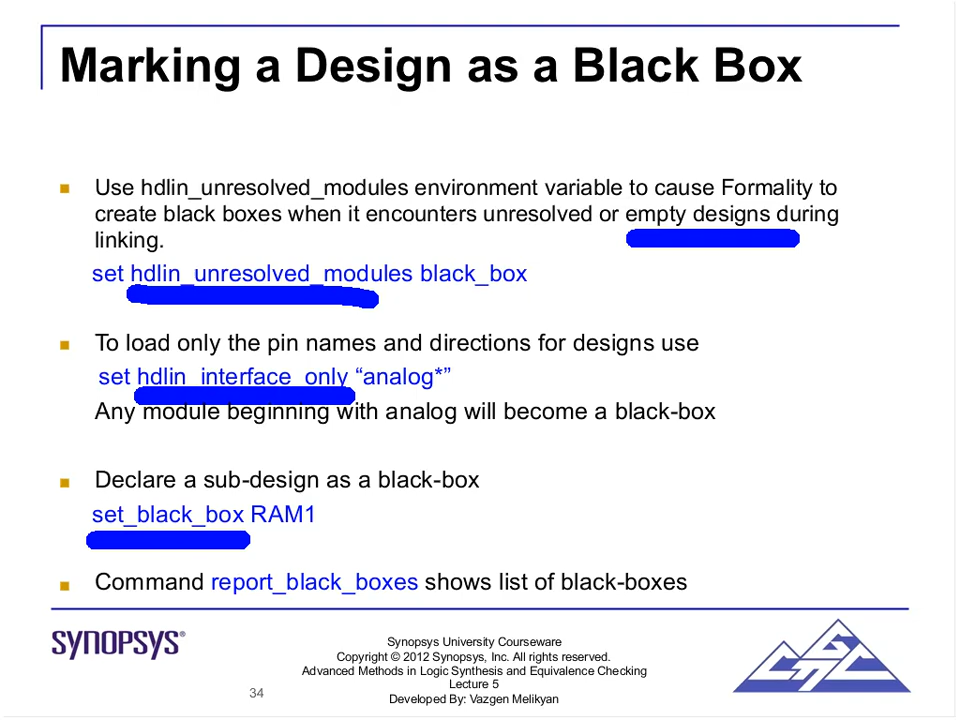 Marking a Design as a Black Box
Use hdlin_unresolved_modules environment variable to cause Formality to
create black boxes when it encounters unresolved or empty designs during
linking.
set hdlin_unresolved_modules black_box
To load only the pin names and directions for designs use
set hdlin_interface_only “analog*”
Any module beginning with analog will become a black-box
Declare a sub-design as a black-box
set_black_box RAM1
Command report_black_boxes shows list of black-boxes
SYNOPSYS®
Synopsys University Courseware
Copyright © 2012 Synopsys, Inc. All rights reserved.
Advanced Methods in Logic Synthesis and Equivalence Checking
Lecture 5
Developed By: Vazgen Melikyan
34